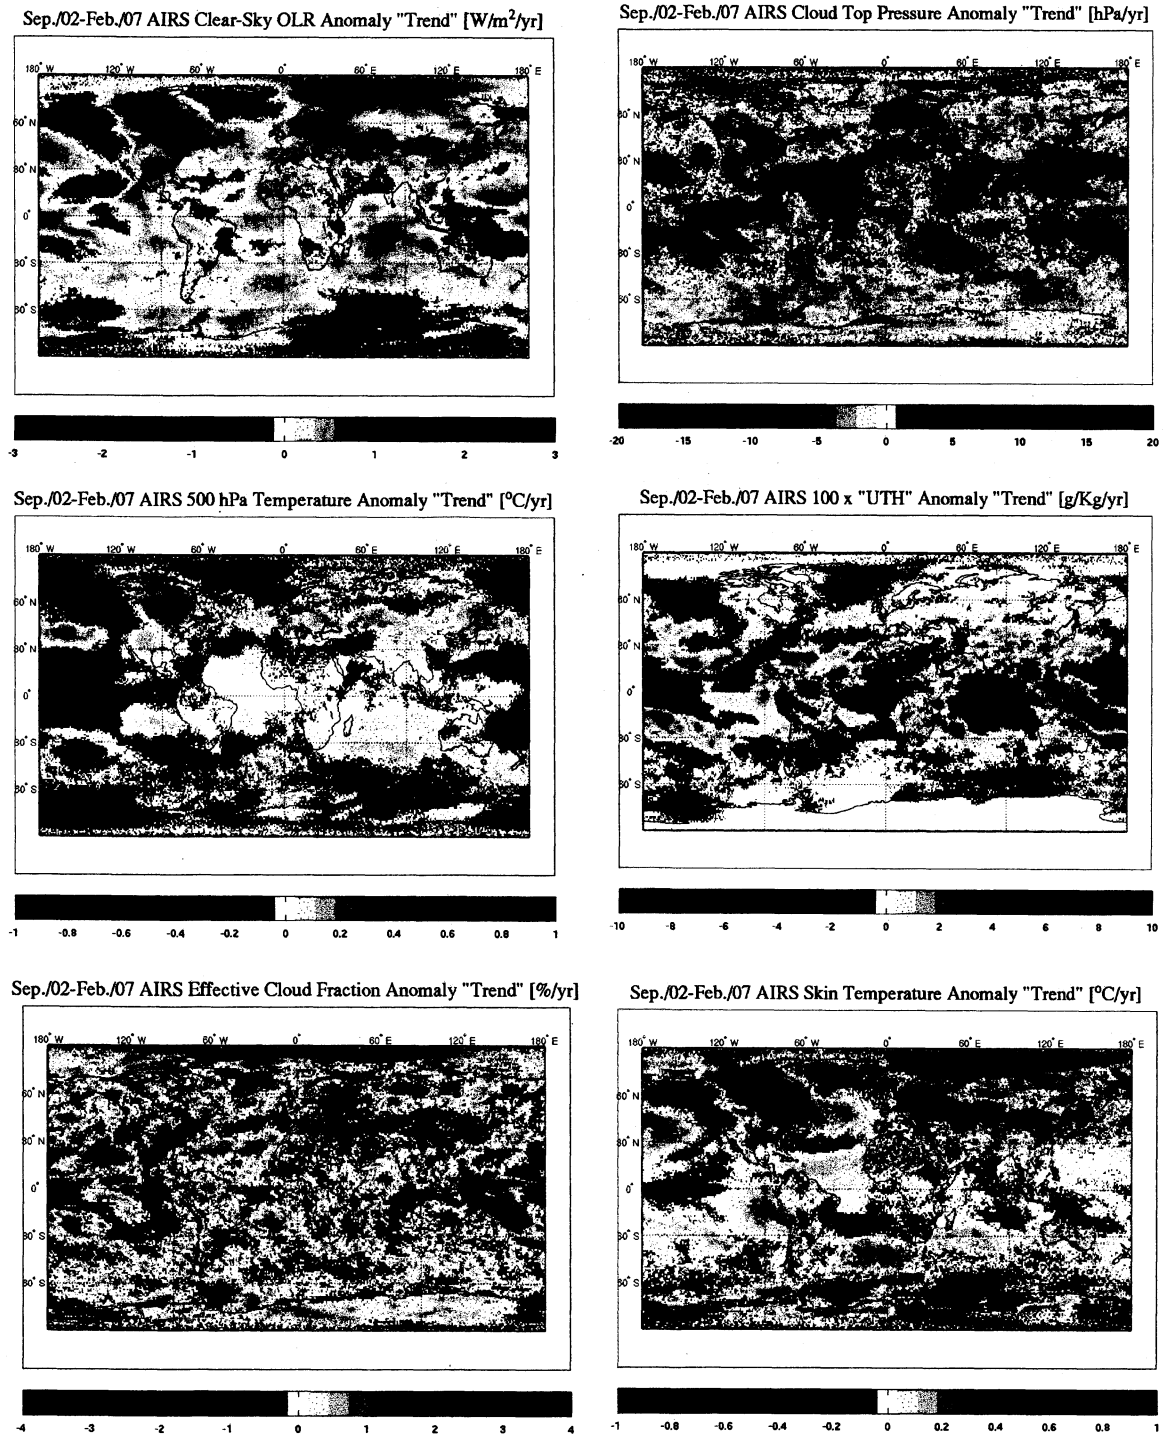 Sep./02-Feb./07 AIRS Clear-Sky OLR Anomaly "Trend" [W/m²/yr]
180° W 120° W 60° W 0° 60° E 120° E 180° E
60° N
30° N
0°
30° S
60° S
-3 -2 -1 0 1 2 3
Sep./02-Feb./07 AIRS Cloud Top Pressure Anomaly "Trend" [hPa/yr]
180° W 120° W 60° W 0° 60° E 120° E 180° E
60° N
30° N
0°
30° S
60° S
-20 -15 -10 -5 0 5 10 15 20
Sep./02-Feb./07 AIRS 500 hPa Temperature Anomaly "Trend" [°C/yr]
180° W 120° W 60° W 0° 60° E 120° E 180° E
60° N
30° N
0°
30° S
60° S
-1 -0.8 -0.6 -0.4 -0.2 0 0.2 0.4 0.6 0.8 1
Sep./02-Feb./07 AIRS 100 x "UTH" Anomaly "Trend" [g/Kg/yr]
180° W 120° W 60° W 0° 60° E 120° E 180° E
60° N
30° N
0°
30° S
60° S
-10 -8 -6 -4 -2 0 2 4 6 8 10
Sep./02-Feb./07 AIRS Effective Cloud Fraction Anomaly "Trend" [%/yr]
180° W 120° W 60° W 0° 60° E 120° E 180° E
60° N
30° N
0°
30° S
60° S
-4 -3 -2 -1 0 1 2 3 4
Sep./02-Feb./07 AIRS Skin Temperature Anomaly "Trend" [°C/yr]
180° W 120° W 60° W 0° 60° E 120° E 180° E
60° N
30° N
0°
30° S
60° S
-1 -0.8 -0.6 -0.4 -0.2 0 0.2 0.4 0.6 0.8 1